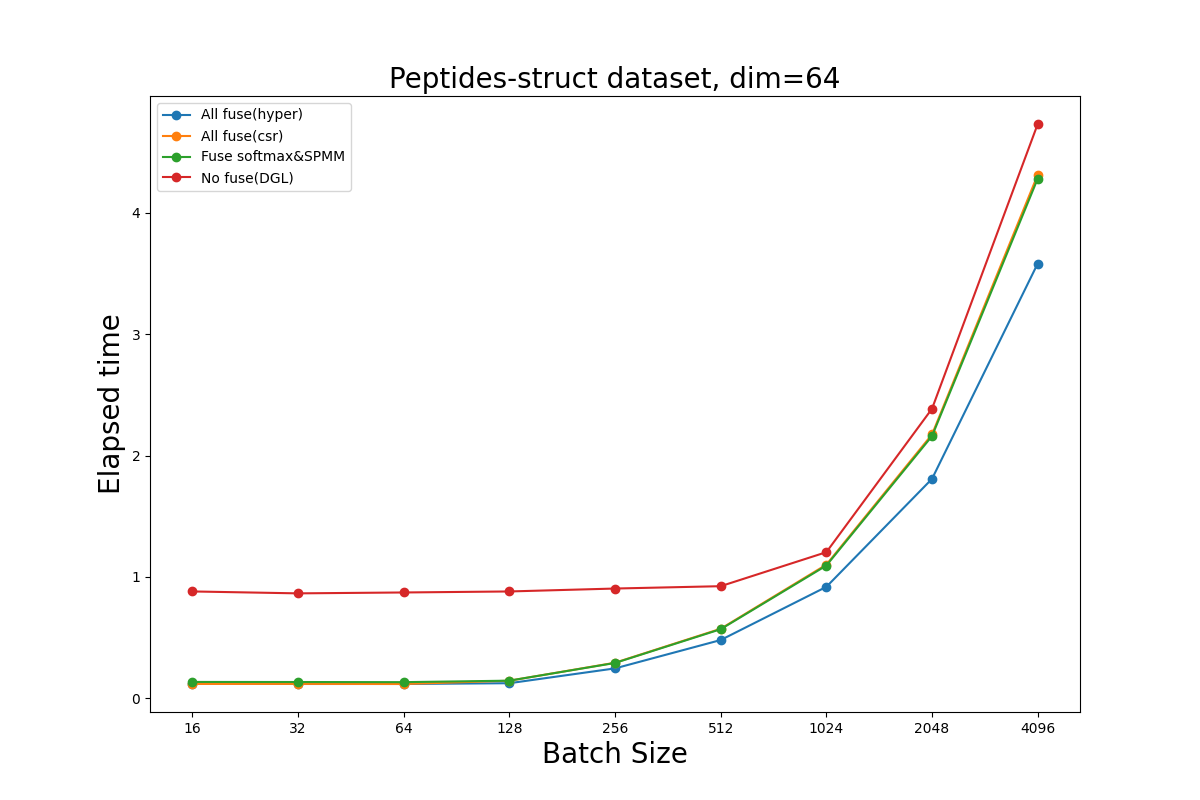 Peptides-struct dataset, dim=64
All fuse(hyper)
All fuse(csr)
Fuse softmax&SPMM
No fuse(DGL)
4
3
2
1
0
Elapsed time
16 32 64 128 256 512 1024 2048 4096
Batch Size